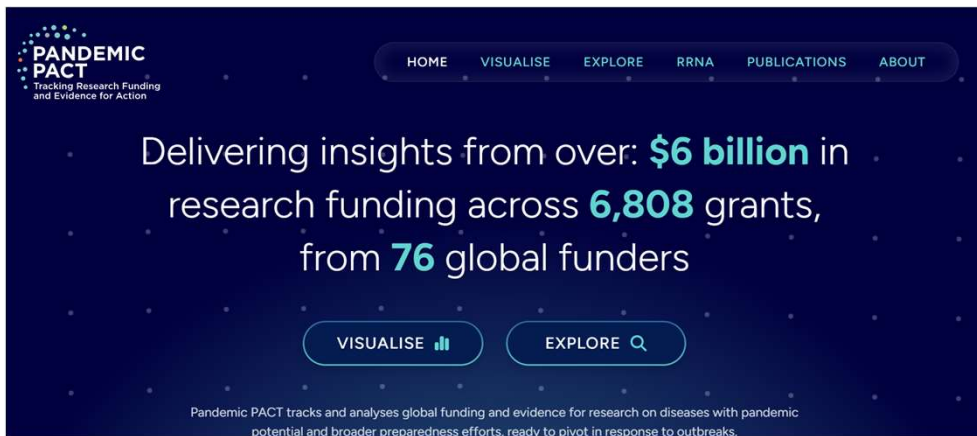 PANDEMIC
PACT
Tracking Research Funding
and Evidence for Action
HOME VISUALISE EXPLORE RRNA PUBLICATIONS ABOUT
Delivering insights from over: $6 billion in
research funding across 6,808 grants,
from 76 global funders
VISUALISE EXPLORE
Pandemic PACT tracks and analyses global funding and evidence for research on diseases with pandemic
potential and broader preparedness efforts, ready to pivot in response to outbreaks.